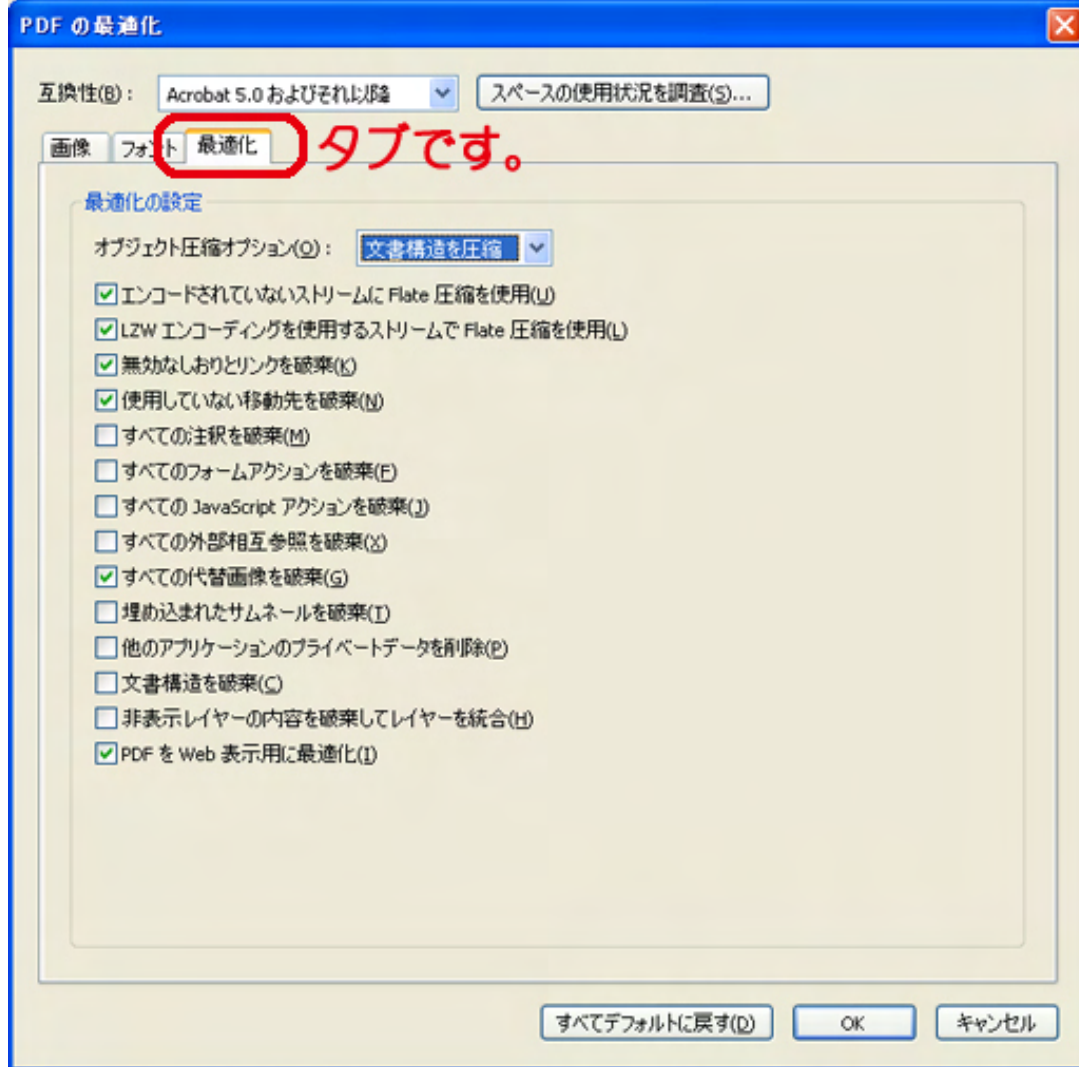 PDF の最適化
互換性(B): Acrobat 5.0 およびそれ以降 スペースの使用状況を調査(S)...
画像 フォント 最適化 タブです。
最適化の設定
オブジェクト圧縮オプション(O): 文書構造を圧縮
エンコードされていないストリームに Flate 圧縮を使用(U)
LZW エンコーディングを使用するストリームで Flate 圧縮を使用(L)
無効なしおりとリンクを破棄(K)
使用していない移動先を破棄(N)
すべての注釈を破棄(M)
すべてのフォームアクションを破棄(F)
すべての JavaScript アクションを破棄(J)
すべての外部相互参照を破棄(X)
すべての代替画像を破棄(G)
埋め込まれたサムネールを破棄(T)
他のアプリケーションのプライベートデータを削除(P)
文書構造を破棄(C)
非表示レイヤーの内容を破棄してレイヤーを統合(H)
PDF を Web 表示用に最適化(I)
すべてデフォルトに戻す(D) OK キャンセル